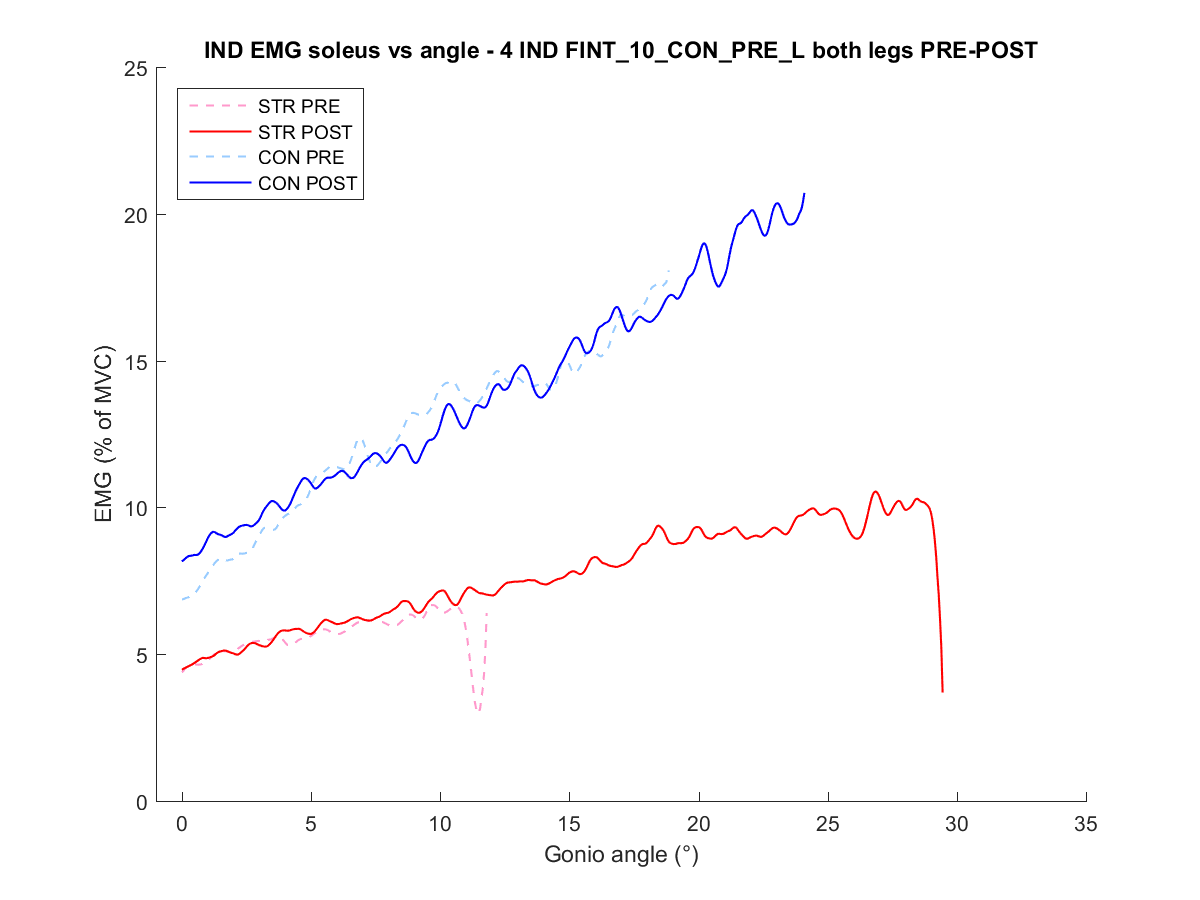 IND EMG soleus vs angle - 4 IND FINT_10_CON_PRE_L both legs PRE-POST
25
STR PRE
STR POST
CON PRE
CON POST
20
15
10
5
0
EMG (% of MVC)
0 5 10 15 20 25 30 35
Gonio angle (°)